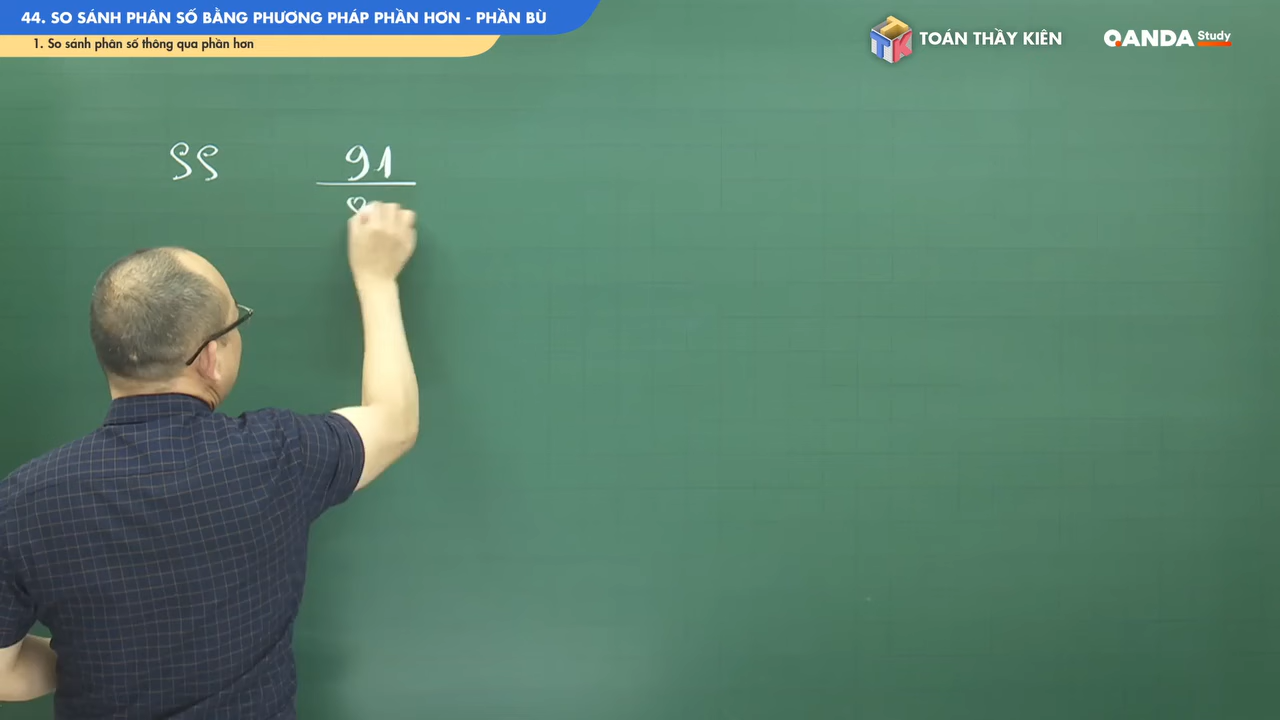 44. SO SÁNH PHÂN SỐ BẰNG PHƯƠNG PHÁP PHẦN HƠN - PHẦN BÙ
1. So sánh phân số thông qua phần hơn
TOÁN THẦY KIÊN
QANDA Study
SS 91
8